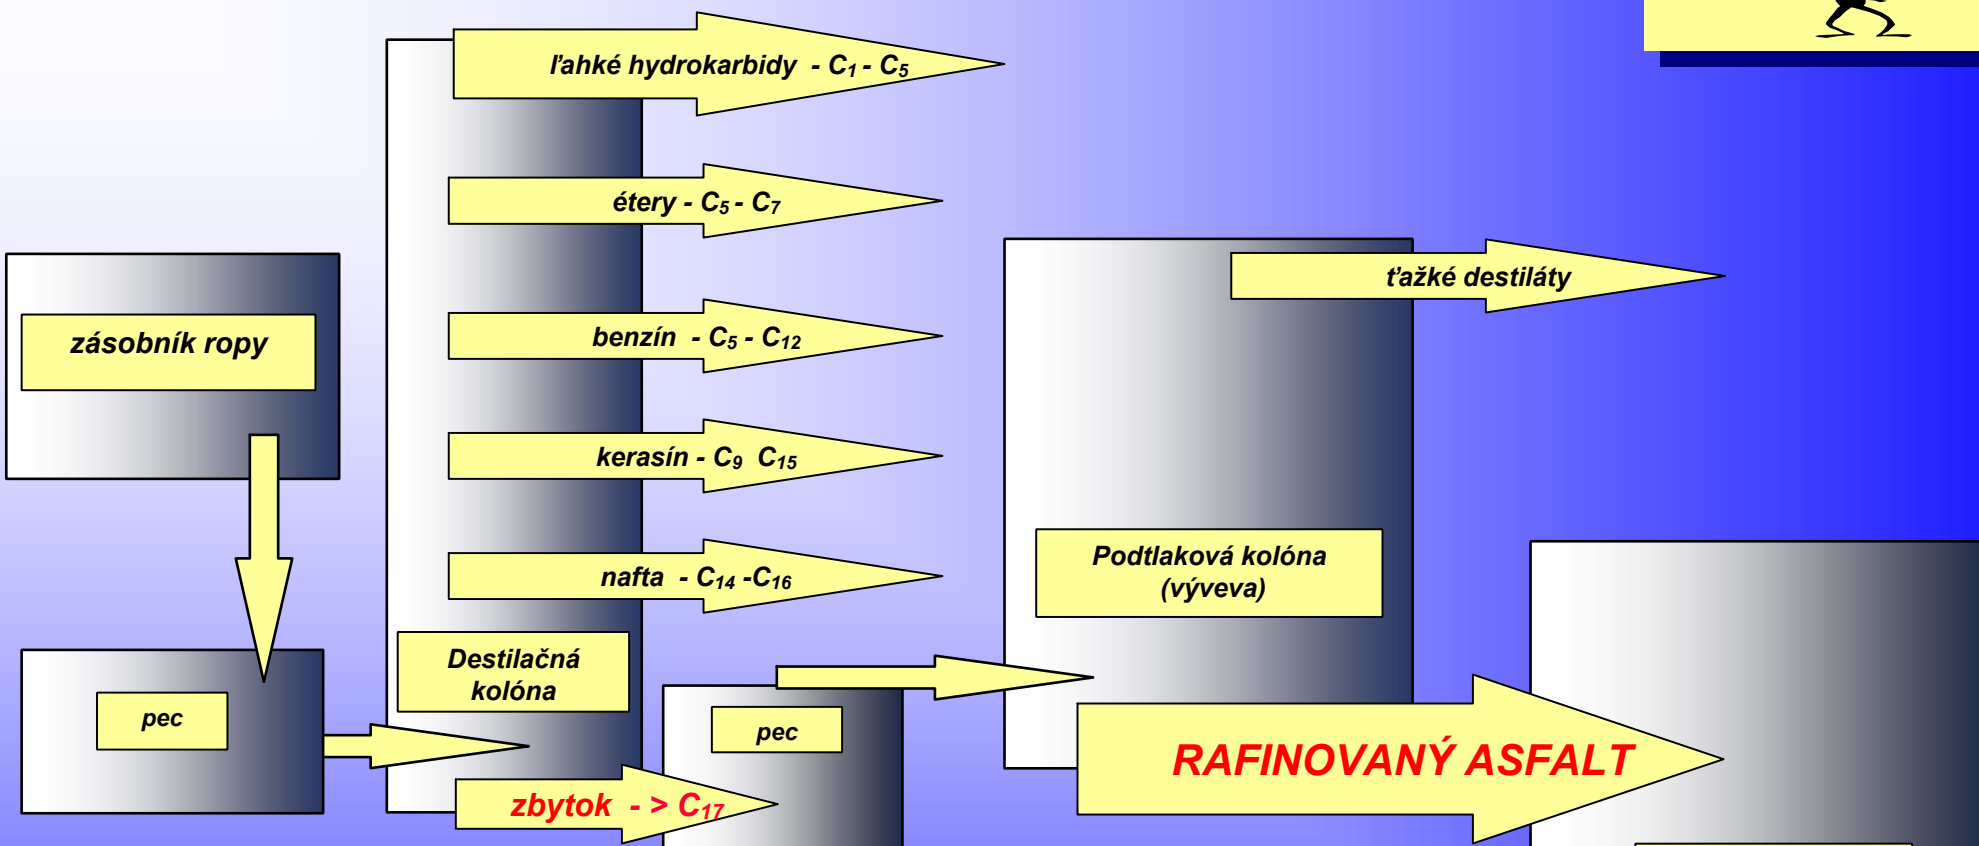 ľahké hydrokarbidy - C₁ - C₅
étery - C₅ - C₇
ťažké destiláty
zásobník ropy
benzín - C₅ - C₁₂
kerasín - C₉ C₁₅
nafta - C₁₄ -C₁₆
Podtlaková kolóna
(výveva)
Destilačná
kolóna
pec
pec
RAFINOVANÝ ASFALT
zbytok - > C₁₇